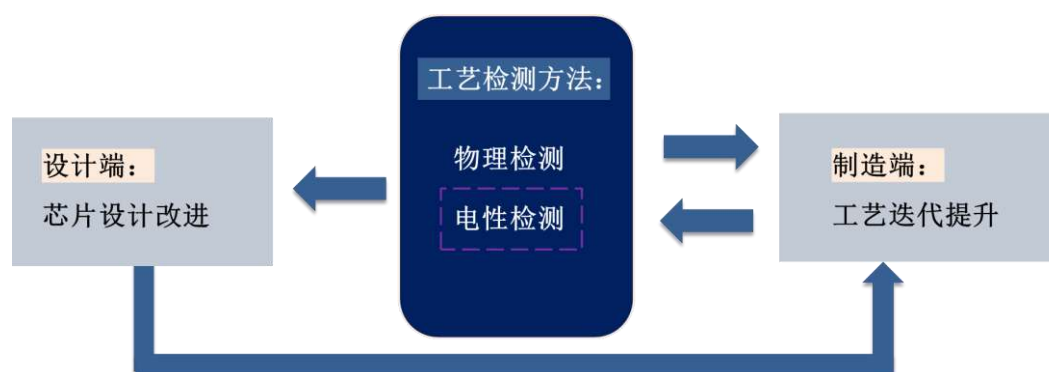 工艺检测方法：
物理检测
电性检测
设计端：
芯片设计改进
制造端：
工艺迭代提升